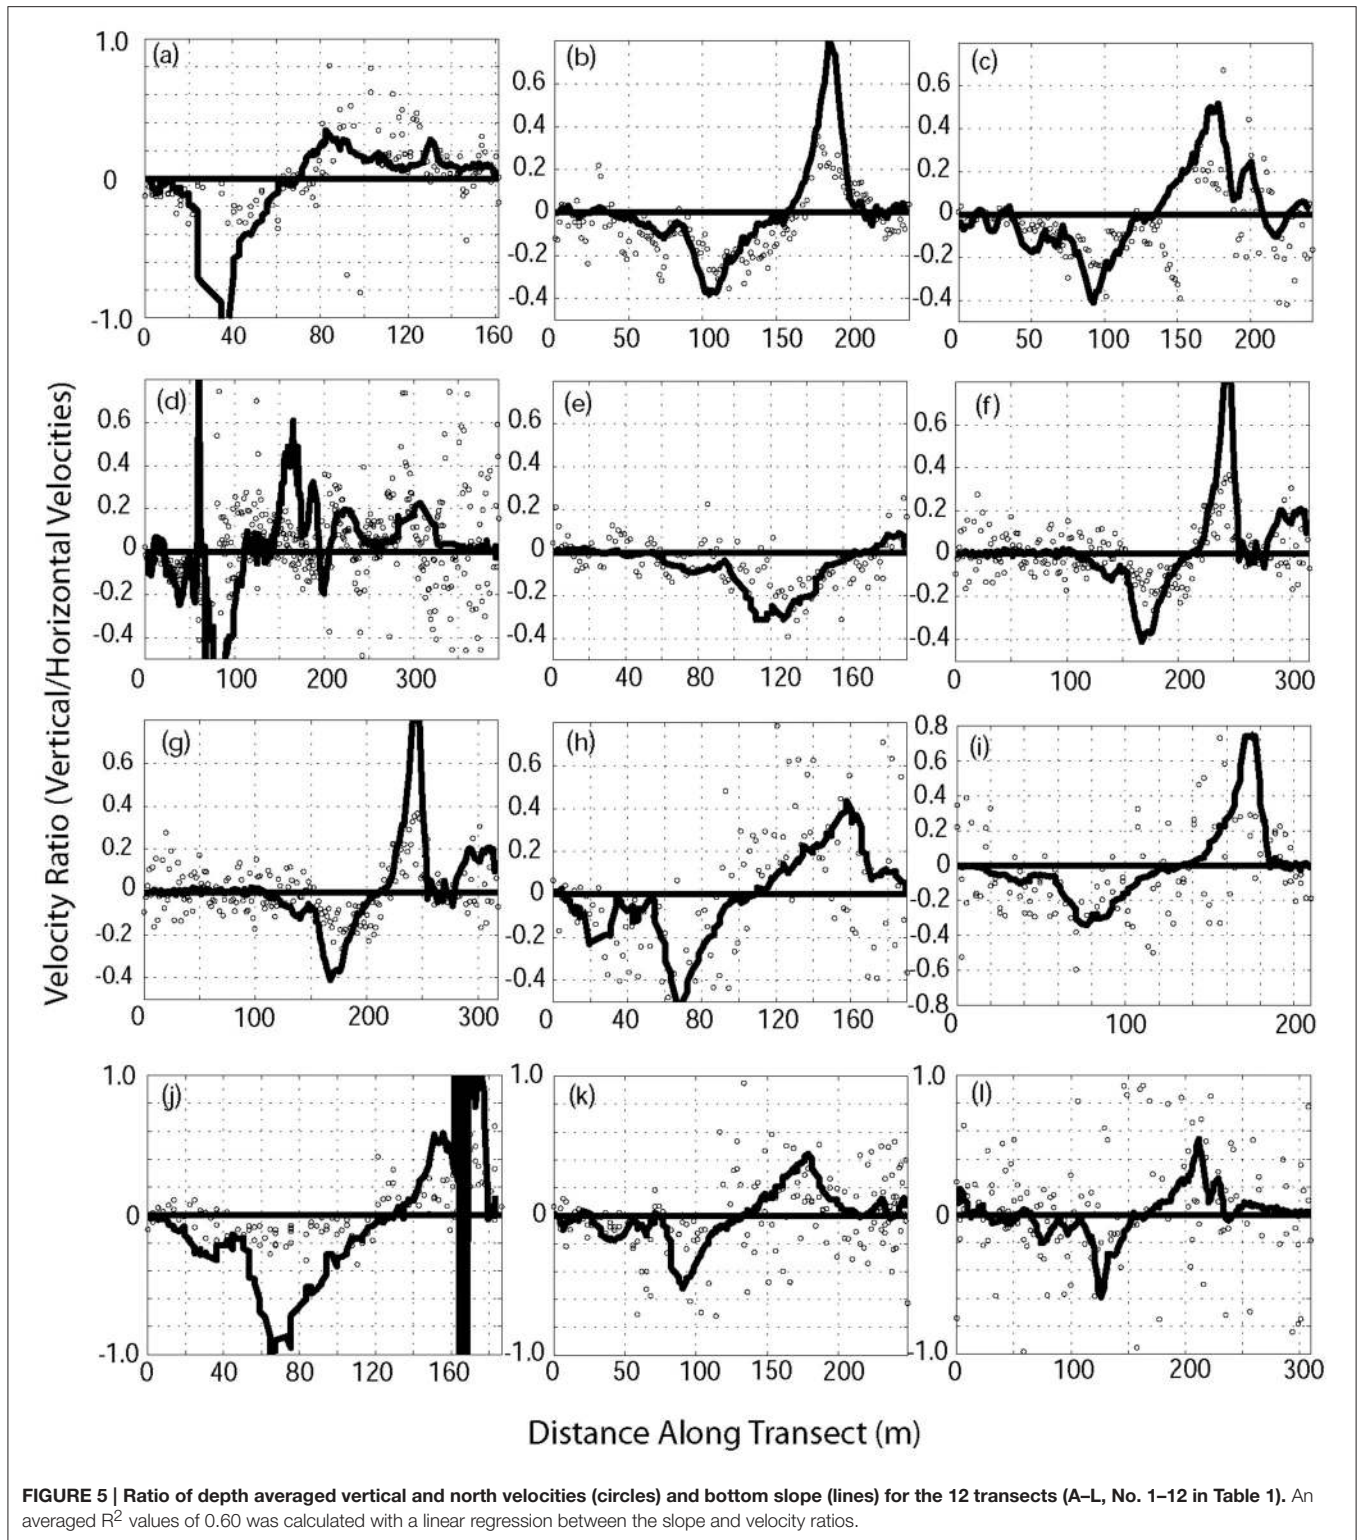 Velocity Ratio (Vertical/Horizontal Velocities)
(a)
1.0
0
-1.0
0 40 80 120 160
(b)
0.6
0.4
0.2
0
-0.2
-0.4
0 50 100 150 200
(c)
0.6
0.4
0.2
0
-0.2
-0.4
0 50 100 150 200
(d)
0.6
0.4
0.2
0
-0.2
-0.4
0 100 200 300
(e)
0.6
0.4
0.2
0
-0.2
-0.4
0 40 80 120 160
(f)
0.6
0.4
0.2
0
-0.2
-0.4
0 100 200 300
(g)
0.6
0.4
0.2
0
-0.2
-0.4
0 100 200 300
(h)
0.6
0.4
0.2
0
-0.2
-0.4
0 40 80 120 160
(i)
0.8
0.6
0.4
0.2
0
-0.2
-0.4
-0.6
-0.8
0 100 200
(j)
1.0
0
-1.0
0 40 80 120 160
(k)
1.0
0
-1.0
0 50 100 150 200
(l)
1.0
0
-1.0
0 100 200 300
Distance Along Transect (m)
FIGURE 5 | Ratio of depth averaged vertical and north velocities (circles) and bottom slope (lines) for the 12 transects (A–L, No. 1–12 in Table 1). An
averaged R² values of 0.60 was calculated with a linear regression between the slope and velocity ratios.